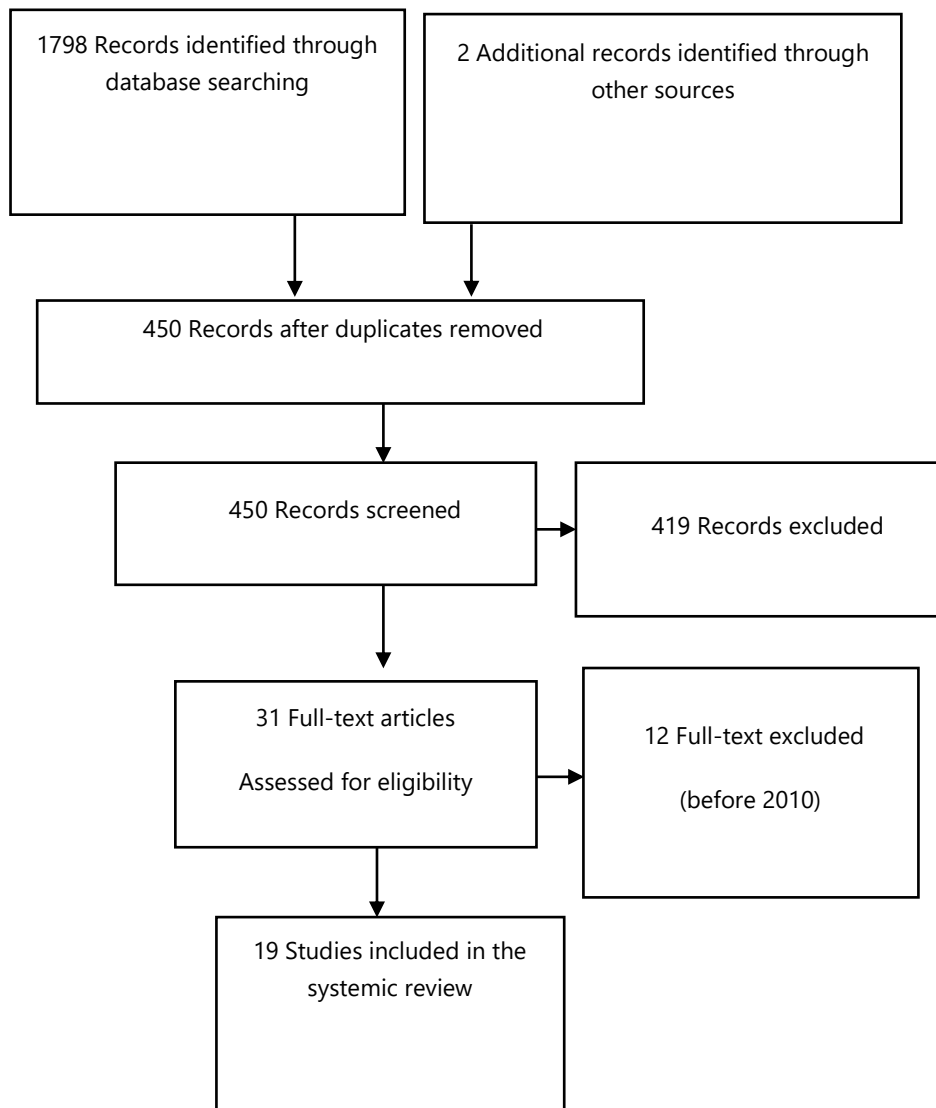 1798 Records identified through
database searching
2 Additional records identified through
other sources
450 Records after duplicates removed
450 Records screened
419 Records excluded
31 Full-text articles
Assessed for eligibility
12 Full-text excluded
(before 2010)
19 Studies included in the
systemic review